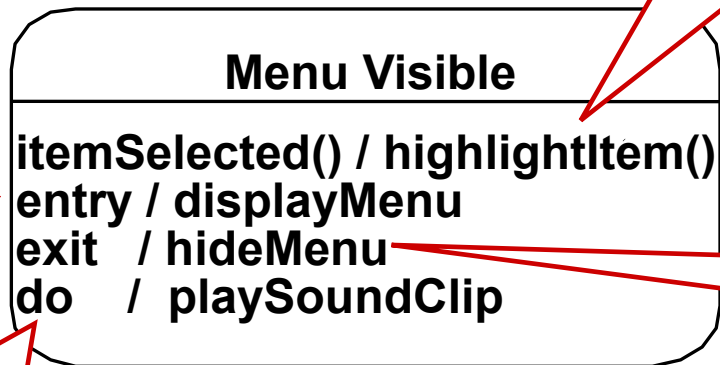 Menu Visible
itemSelected() / highlightItem()
entry / displayMenu
exit / hideMenu
do / playSoundClip